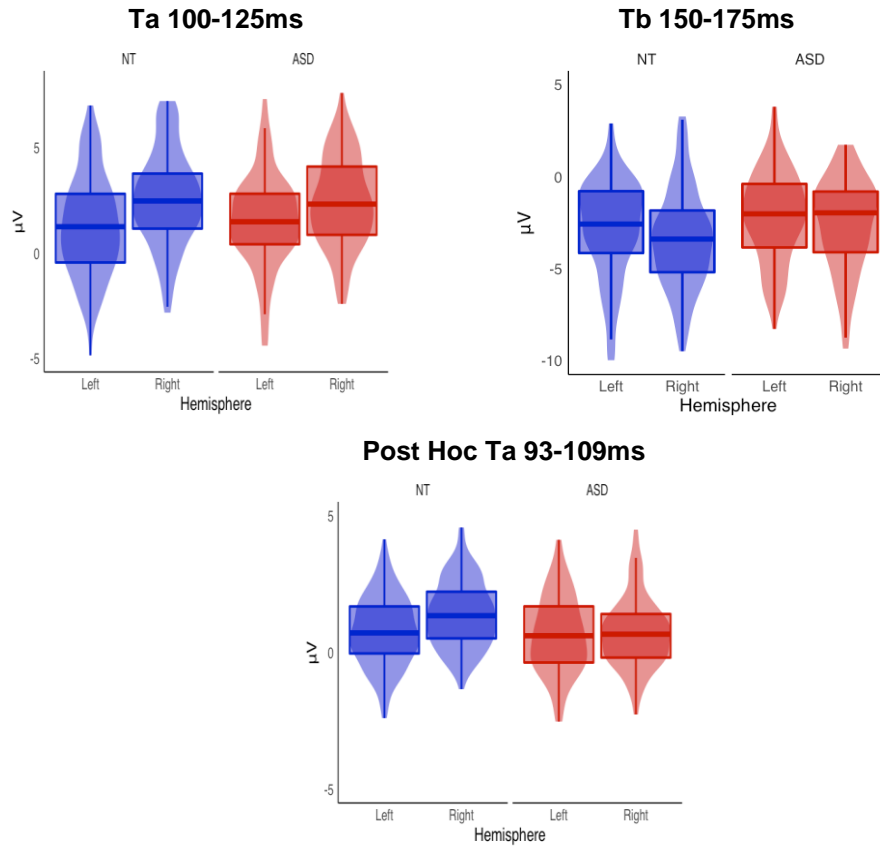 Ta 100-125ms
NT ASD
5
0
-5
µV
Left Right Left Right
Hemisphere
Tb 150-175ms
NT ASD
5
0
-5
-10
µV
Left Right Left Right
Hemisphere
Post Hoc Ta 93-109ms
NT ASD
5
0
-5
µV
Left Right Left Right
Hemisphere